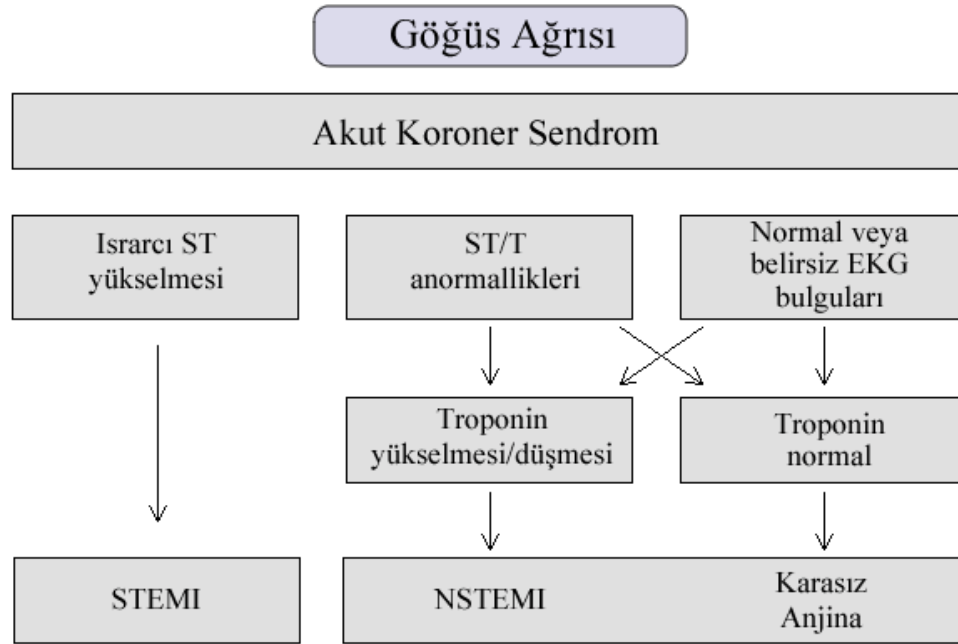 Göğüs Ağrısı
Akut Koroner Sendrom
Israrcı ST
yükselmesi
ST/T
anormallikleri
Normal veya
belirsiz EKG
bulguları
Troponin
yükselmesi/düşmesi
Troponin
normal
STEMI
NSTEMI
Karasız
Anjina